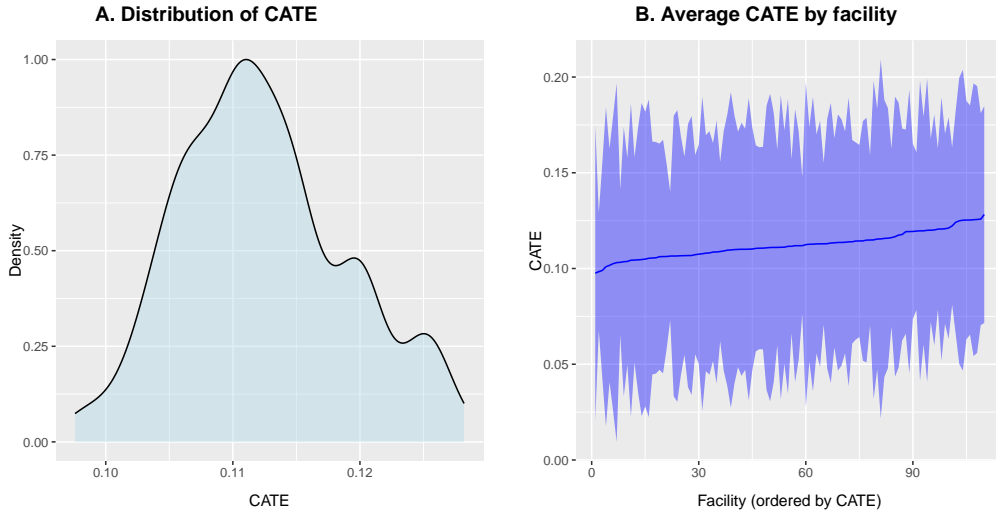 A. Distribution of CATE
1.00
0.75
0.50
0.25
0.00
Density
0.10
0.11
0.12
CATE
B. Average CATE by facility
0.20
0.15
0.10
0.05
0.00
CATE
0
30
60
90
Facility (ordered by CATE)